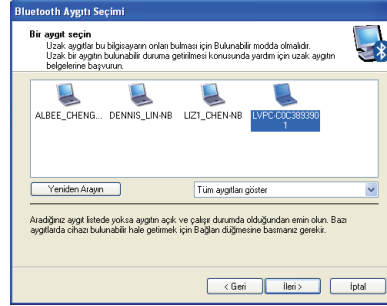 Bluetooth Aygıtı Seçimi
Bir aygıt seçin
Uzak aygıtlar bu bilgisayarın onları bulması için Bulunabilir modda olmalıdır.
Uzak bir aygıtın bulunabilir duruma getirilmesi konusunda yardım için uzak aygıtın
belgelerine başvurun.
ALBEE_CHENG... DENNIS_LIN-NB LIZ1_CHEN-NB LVPC-C0C389390
1
Yeniden Arayın Tüm aygıtları göster
Aradığınız aygıt listede yoksa aygıtın açık ve çalışır durumda olduğundan emin olun. Bazı
aygıtlarda cihazı bulunabilir hale getirmek için Bağlan düğmesine basmanız gerekir.
< Geri İleri > İptal